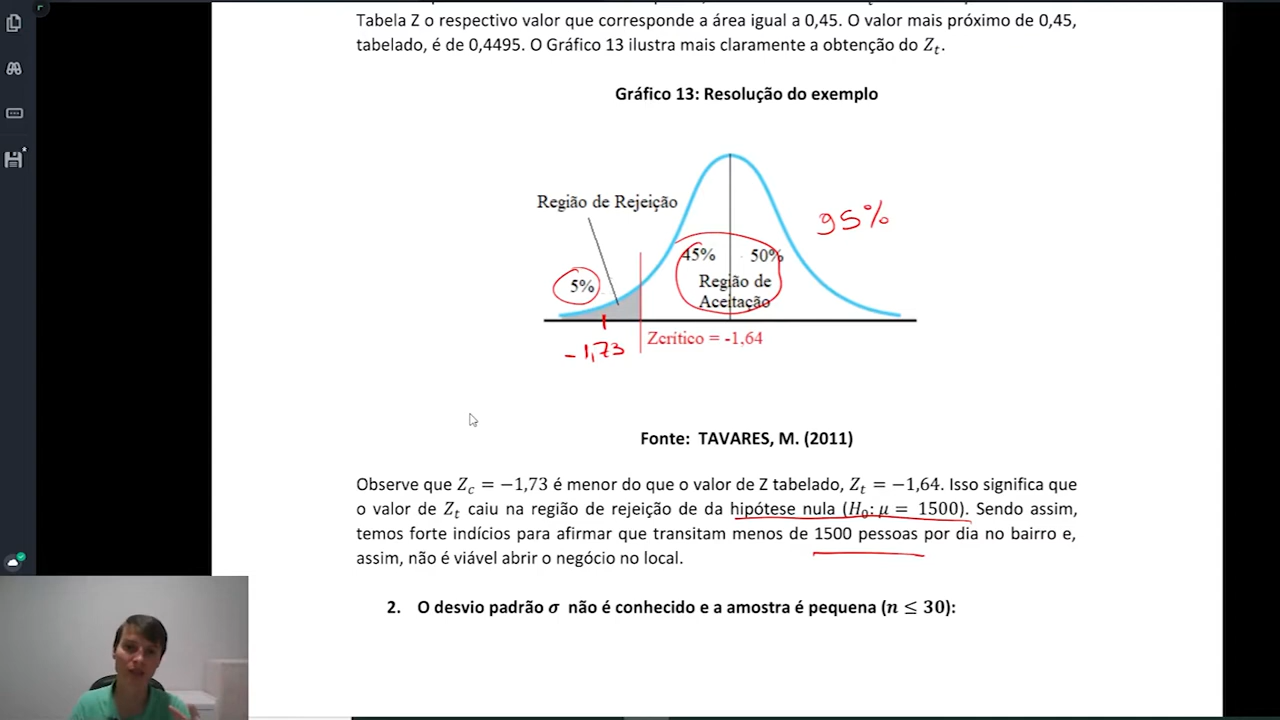 Tabela Z o respectivo valor que corresponde a área igual a 0,45. O valor mais próximo de 0,45,
tabelado, é de 0,4495. O Gráfico 13 ilustra mais claramente a obtenção do Zₜ.
Gráfico 13: Resolução do exemplo
Região de Rejeição
95%
45% 50%
5%
Região de
Aceitação
Zcrítico = -1,64
-1,73
Fonte: TAVARES, M. (2011)
Observe que Z꜀ = −1,73 é menor do que o valor de Z tabelado, Zₜ = −1,64. Isso significa que
o valor de Zₜ caiu na região de rejeição de da hipótese nula (H₀: μ = 1500). Sendo assim,
temos forte indícios para afirmar que transitam menos de 1500 pessoas por dia no bairro e,
assim, não é viável abrir o negócio no local.
2. O desvio padrão σ não é conhecido e a amostra é pequena (n ≤ 30):